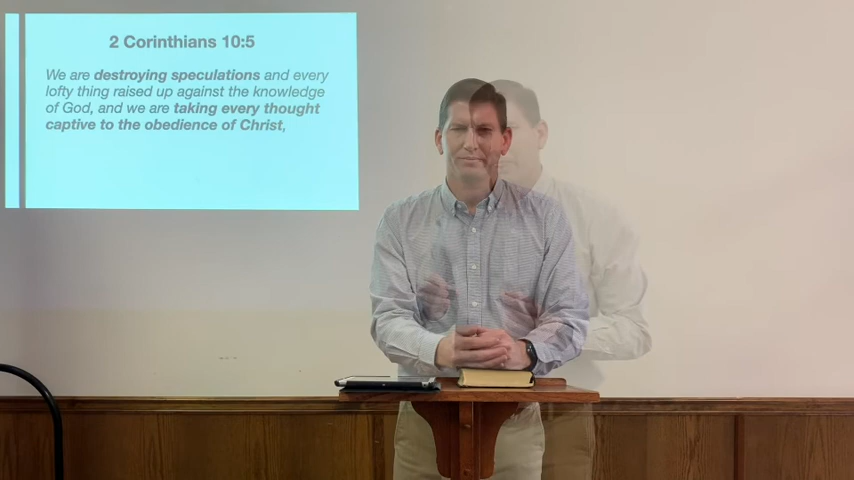 2 Corinthians 10:5
We are destroying speculations and every
lofty thing raised up against the knowledge
of God, and we are taking every thought
captive to the obedience of Christ,